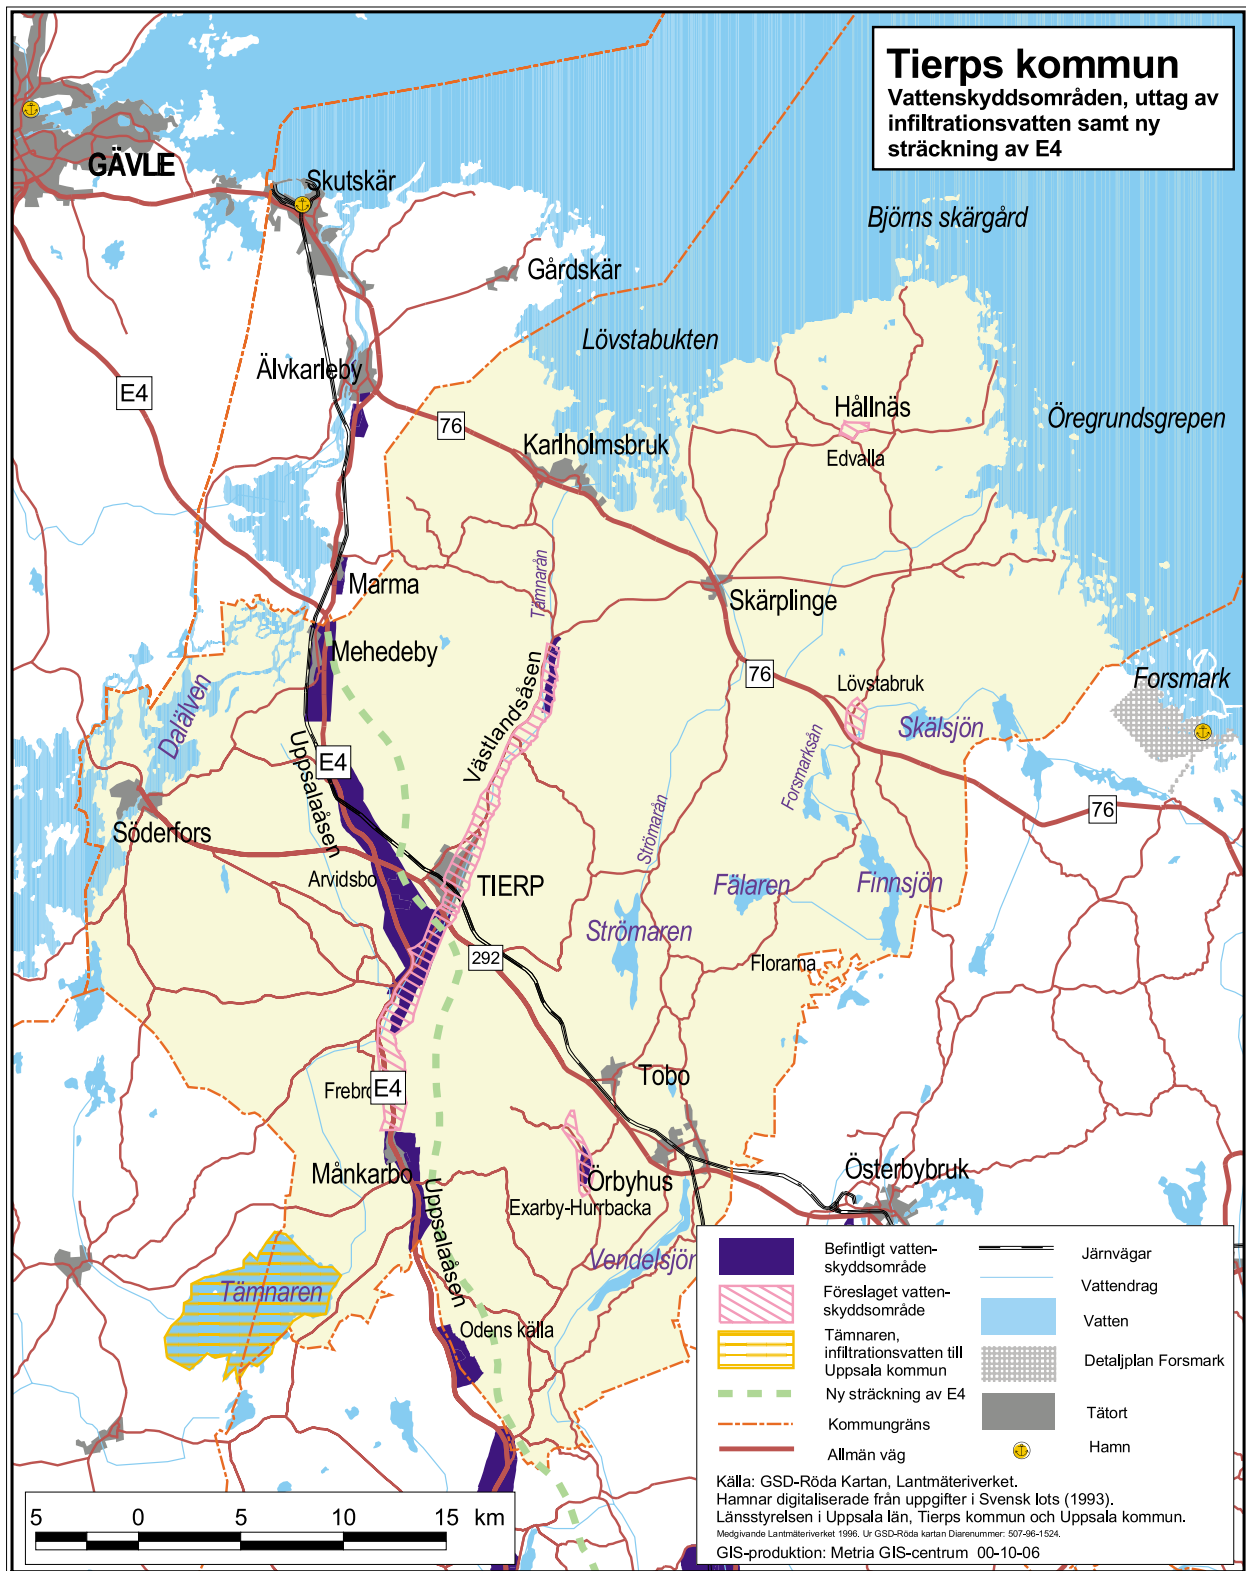 Tierps kommun
Vattenskyddsområden, uttag av
infiltrationsvatten samt ny
sträckning av E4
GÄVLE
Skutskär
Björns skärgård
Gårdskär
Lövstabukten
Älvkarleby
E4
76
Hållnäs
Öregrundsgrepen
Karlholmsbruk
Edvalla
Tämnarån
Marma
Skärplinge
Mehedeby
Västlandsåsen
76
Lövstabruk
Forsmark
Dalälven
Skälsjön
Uppsalaåsen
E4
Forsmarksån
Strömarån
76
Söderfors
Arvidsbo
TIERP
Fälaren
Finnsjön
Strömaren
292
Florarna
Tobo
E4
Månkarbo
Örbyhus
Österbybruk
Exarby-Hurrbacka
Uppsalaåsen
Vendelsjön
Tämnaren
Odens källa
Befintligt vatten-
skyddsområde
Föreslaget vatten-
skyddsområde
Tämnaren,
infiltrationsvatten till
Uppsala kommun
Ny sträckning av E4
Kommungräns
Allmän väg
Järnvägar
Vattendrag
Vatten
Detaljplan Forsmark
Tätort
Hamn
Källa: GSD-Röda Kartan, Lantmäteriverket.
Hamnar digitaliserade från uppgifter i Svensk lots (1993).
Länsstyrelsen i Uppsala län, Tierps kommun och Uppsala kommun.
Medgivande Lantmäteriverket 1996. Ur GSD-Röda kartan Diarenummer: 507-96-1524.
GIS-produktion: Metria GIS-centrum 00-10-06
5 0 5 10 15 km